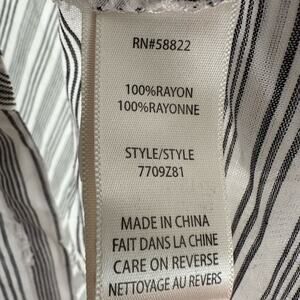 RN#58822
100%RAYON
100%RAYONNE
STYLE/STYLE
7709Z81
MADE IN CHINA
FAIT DANS LA CHINE
CARE ON REVERSE
NETTOYAGE AU REVERS